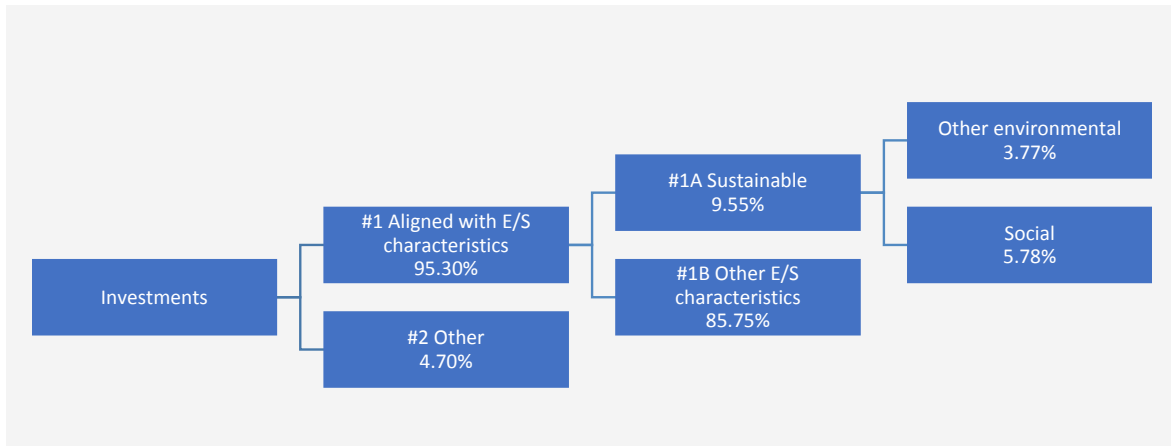 Investments
#1 Aligned with E/S
characteristics
95.30%
#2 Other
4.70%
#1A Sustainable
9.55%
#1B Other E/S
characteristics
85.75%
Other environmental
3.77%
Social
5.78%